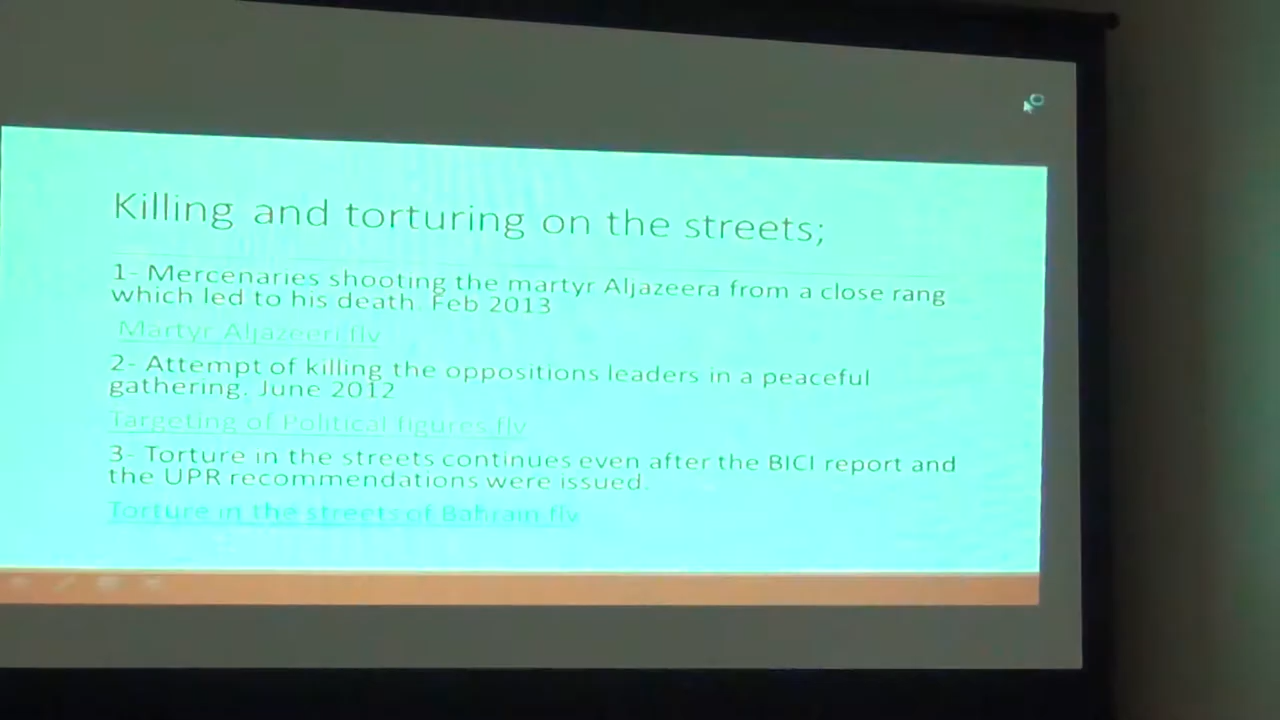 Killing and torturing on the streets;
1- Mercenaries shooting the martyr Aljazeera from a close rang
which led to his death. Feb 2013
Martyr Aljazeeri.flv
2- Attempt of killing the oppositions leaders in a peaceful
gathering. June 2012
Targeting of Political figures.flv
3- Torture in the streets continues even after the BICI report and
the UPR recommendations were issued.
Torture in the streets of Bahrain.flv